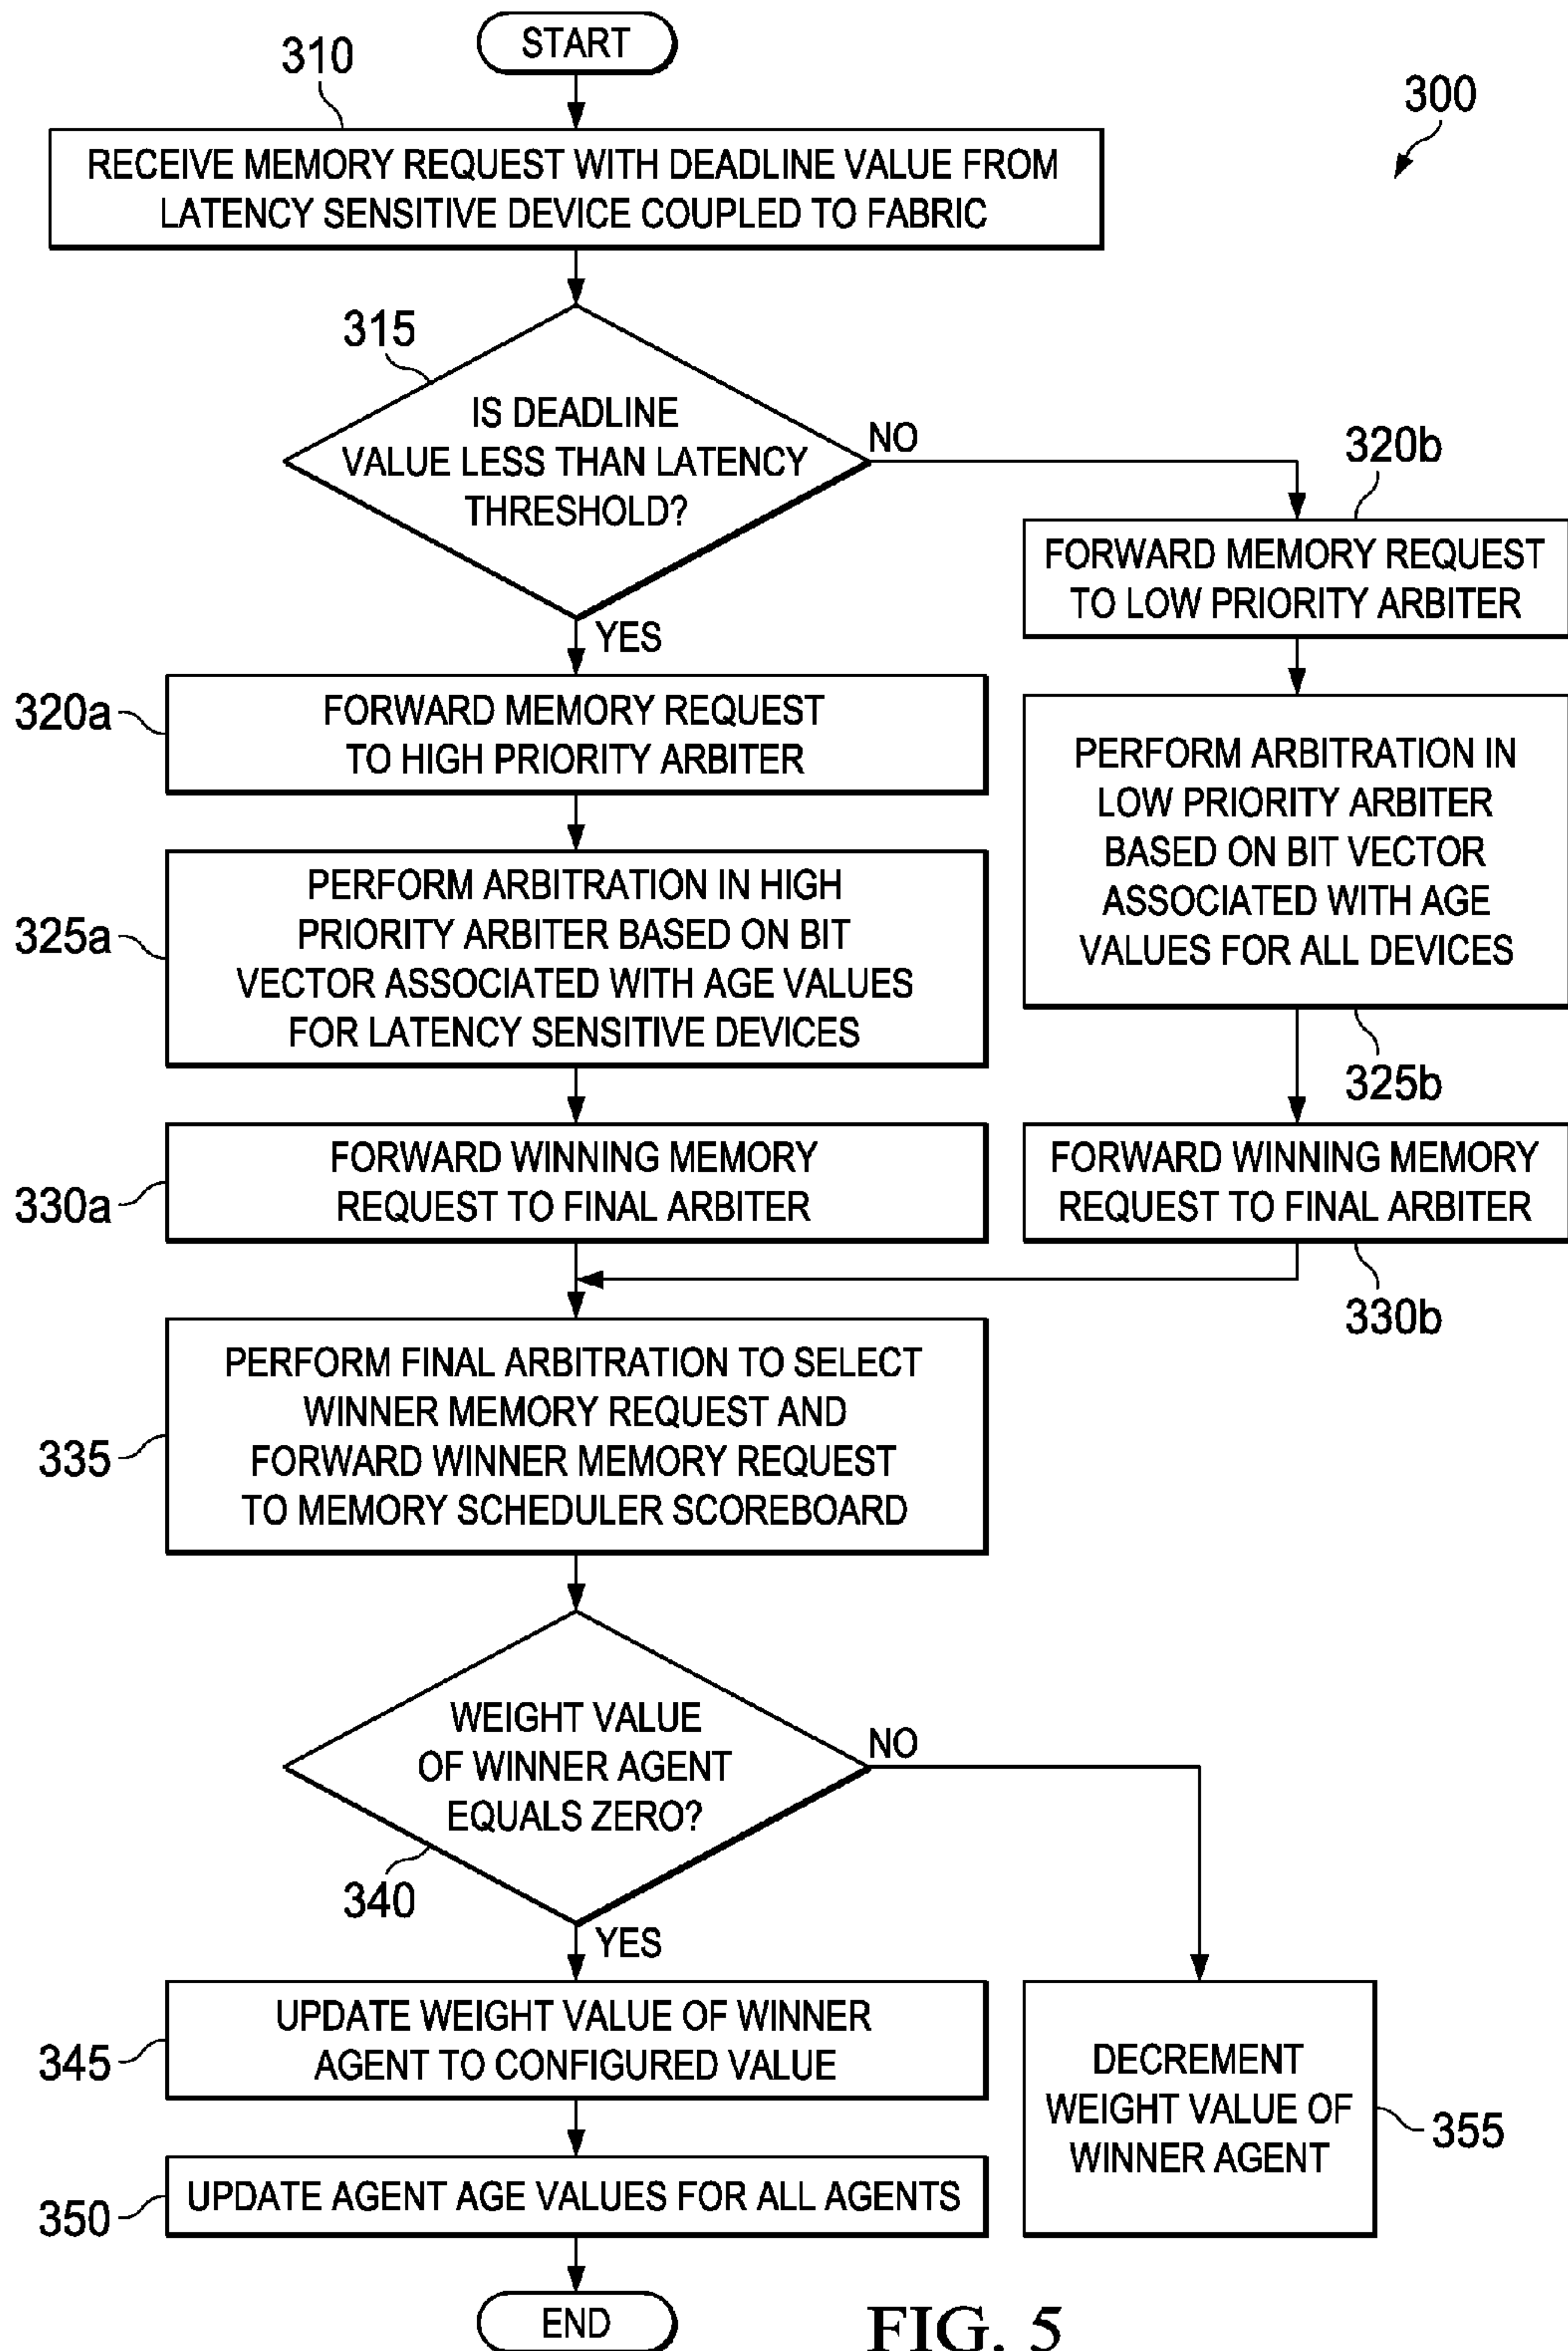 START
310
300
RECEIVE MEMORY REQUEST WITH DEADLINE VALUE FROM
LATENCY SENSITIVE DEVICE COUPLED TO FABRIC
315
IS DEADLINE
VALUE LESS THAN LATENCY
THRESHOLD?
NO
YES
320b
FORWARD MEMORY REQUEST
TO LOW PRIORITY ARBITER
320a
FORWARD MEMORY REQUEST
TO HIGH PRIORITY ARBITER
PERFORM ARBITRATION IN
LOW PRIORITY ARBITER
BASED ON BIT VECTOR
ASSOCIATED WITH AGE
VALUES FOR ALL DEVICES
325b
325a
PERFORM ARBITRATION IN HIGH
PRIORITY ARBITER BASED ON BIT
VECTOR ASSOCIATED WITH AGE VALUES
FOR LATENCY SENSITIVE DEVICES
330a
FORWARD WINNING MEMORY
REQUEST TO FINAL ARBITER
FORWARD WINNING MEMORY
REQUEST TO FINAL ARBITER
330b
335
PERFORM FINAL ARBITRATION TO SELECT
WINNER MEMORY REQUEST AND
FORWARD WINNER MEMORY REQUEST
TO MEMORY SCHEDULER SCOREBOARD
WEIGHT VALUE
OF WINNER AGENT
EQUALS ZERO?
NO
340
YES
345
UPDATE WEIGHT VALUE OF WINNER
AGENT TO CONFIGURED VALUE
DECREMENT
WEIGHT VALUE OF
WINNER AGENT
355
350
UPDATE AGENT AGE VALUES FOR ALL AGENTS
END
FIG. 5